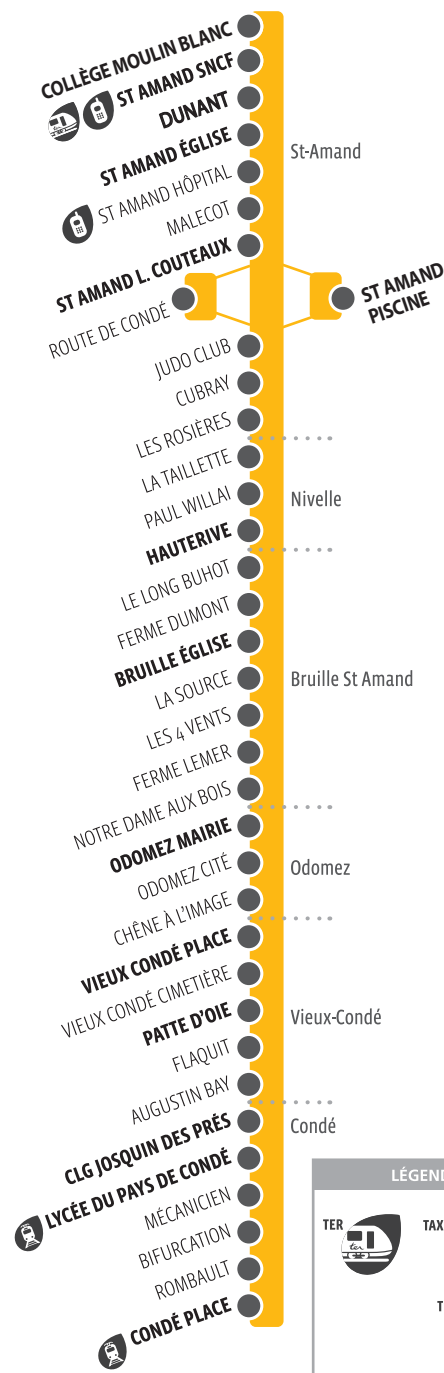 COLLÈGE MOULIN BLANC
ST AMAND SNCF
DUNANT
ST AMAND ÉGLISE
St-Amand
ST AMAND HÔPITAL
MALECOT
ST AMAND L. COUTEAUX
ROUTE DE CONDÉ
ST AMAND
PISCINE
JUDO CLUB
CUBRAY
LES ROSIÈRES
LA TAILLETTE
PAUL WILLAI
Nivelle
HAUTERIVE
LE LONG BUHOT
FERME DUMONT
BRUILLE ÉGLISE
LA SOURCE
Bruille St Amand
LES 4 VENTS
FERME LEMER
NOTRE DAME AUX BOIS
ODOMEZ MAIRIE
ODOMEZ CITÉ
Odomez
CHÊNE À L'IMAGE
VIEUX CONDÉ PLACE
VIEUX CONDÉ CIMETIÈRE
PATTE D'OIE
Vieux-Condé
FLAQUIT
AUGUSTIN BAY
CLG JOSQUIN DES PRÉS
Condé
LYCÉE DU PAYS DE CONDÉ
MÉCANICIEN
BIFURCATION
ROMBAULT
CONDÉ PLACE
LÉGEND
TER
ter
TAX
T